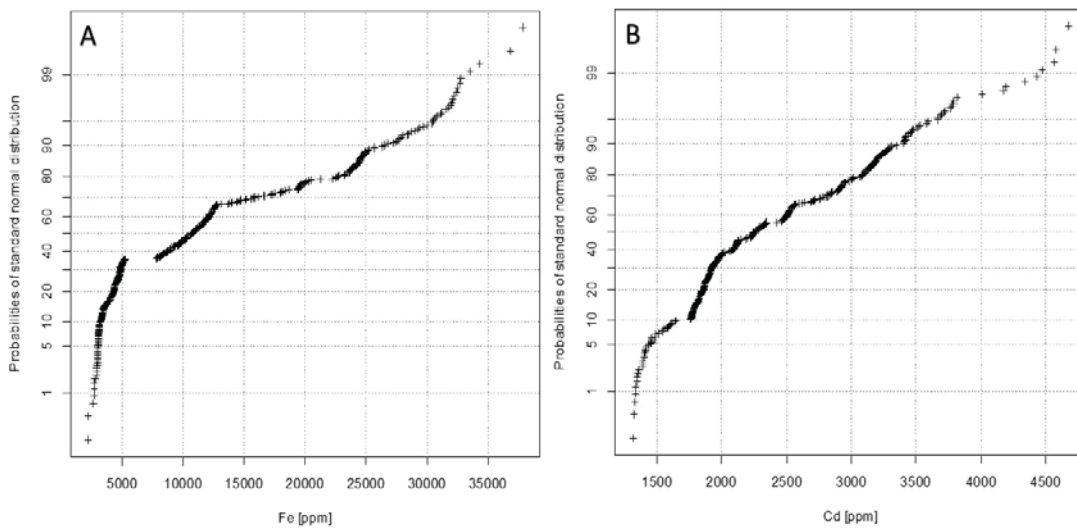 A
Probabilities of standard normal distribution
99
90
80
60
40
20
10
5
1
5000 10000 15000 20000 25000 30000 35000
Fe [ppm]
B
Probabilities of standard normal distribution
99
90
80
60
40
20
10
5
1
1500 2000 2500 3000 3500 4000 4500
Cd [ppm]